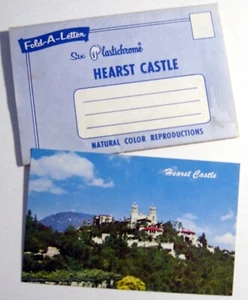 Fold-A-Letter
Six Plastichrome
HEARST CASTLE
NATURAL COLOR REPRODUCTIONS
Hearst Castle